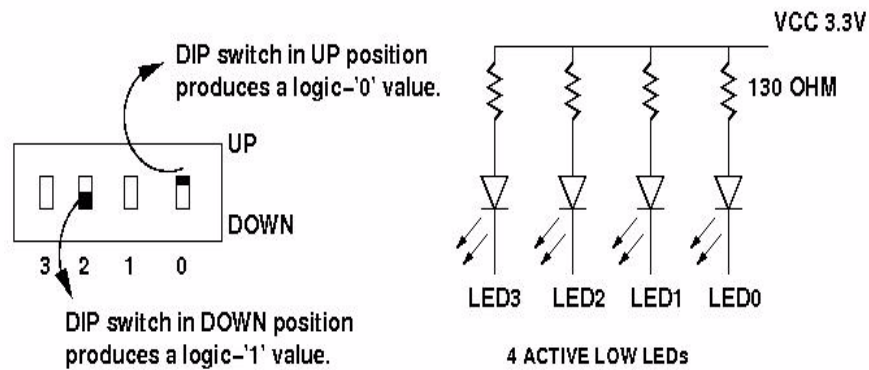 DIP switch in UP position
produces a logic-'0' value.
UP
DOWN
3 2 1 0
DIP switch in DOWN position
produces a logic-'1' value.
VCC 3.3V
130 OHM
LED3 LED2 LED1 LED0
4 ACTIVE LOW LEDs